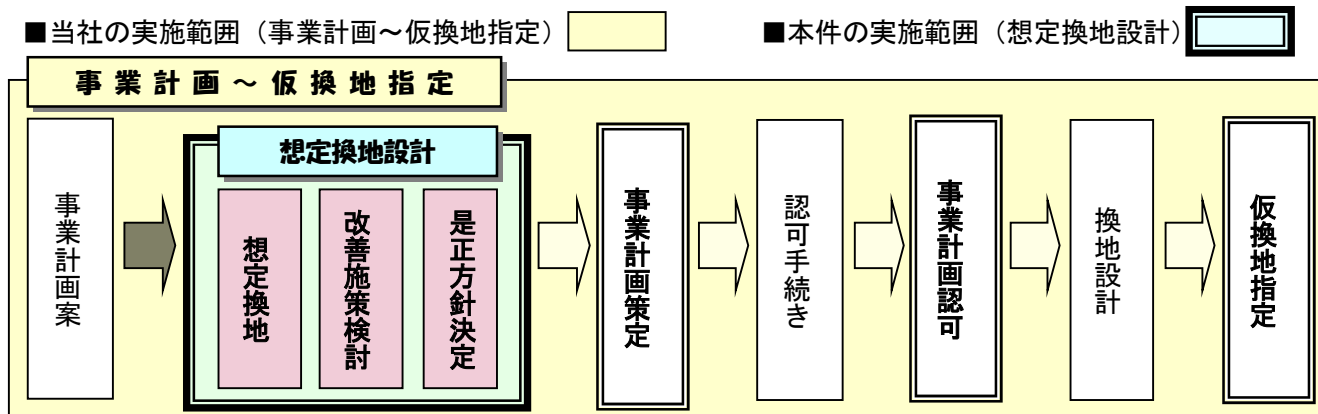 ■当社の実施範囲（事業計画～仮換地指定）
■本件の実施範囲（想定換地設計）
事業計画～仮換地指定
事業計画案
想定換地設計
想定換地
改善施策検討
是正方針決定
事業計画策定
認可手続き
事業計画認可
換地設計
仮換地指定